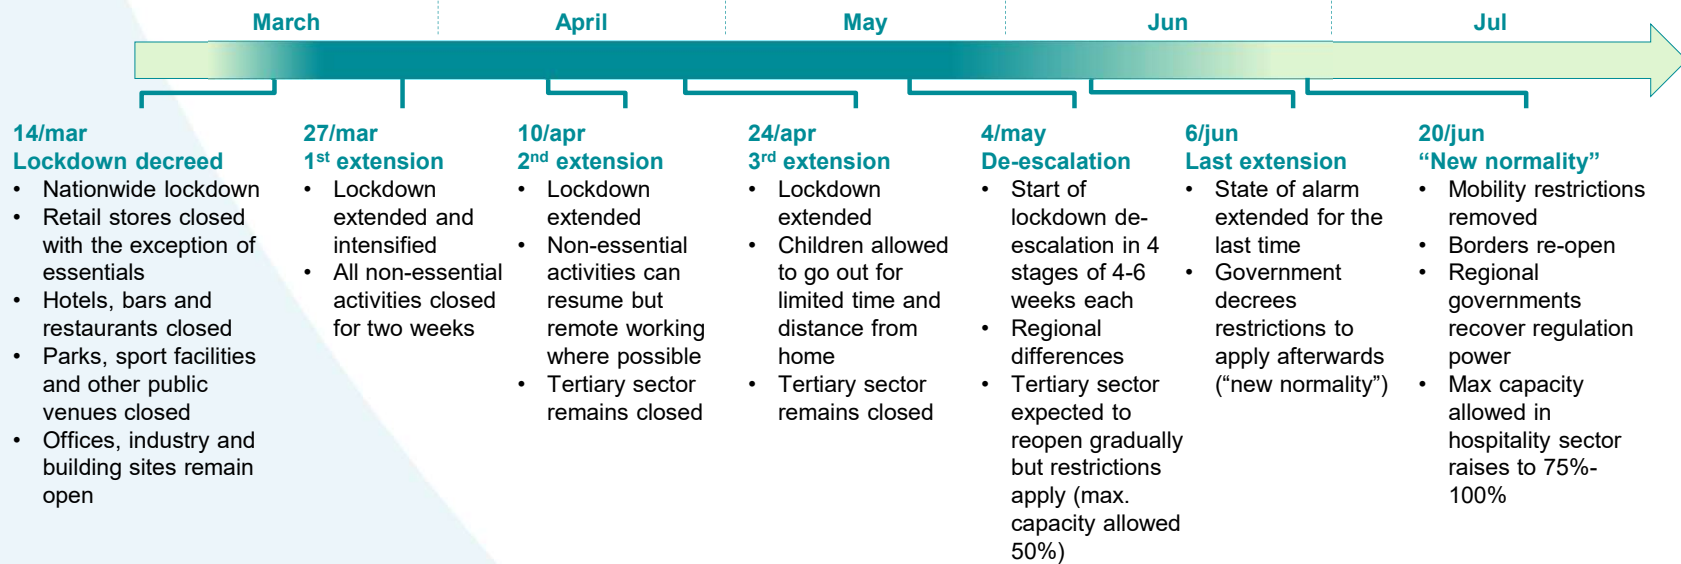 March
April
May
Jun
Jul
14/mar
Lockdown decreed
• Nationwide lockdown
• Retail stores closed
with the exception of
essentials
• Hotels, bars and
restaurants closed
• Parks, sport facilities
and other public
venues closed
• Offices, industry and
building sites remain
open
27/mar
1st extension
• Lockdown
extended and
intensified
• All non-essential
activities closed
for two weeks
10/apr
2nd extension
• Lockdown
extended
• Non-essential
activities can
resume but
remote working
where possible
• Tertiary sector
remains closed
24/apr
3rd extension
• Lockdown
extended
• Children allowed
to go out for
limited time and
distance from
home
• Tertiary sector
remains closed
4/may
De-escalation
• Start of
lockdown de-
escalation in 4
stages of 4-6
weeks each
• Regional
differences
• Tertiary sector
expected to
reopen gradually
but restrictions
apply (max.
capacity allowed
50%)
6/jun
Last extension
• State of alarm
extended for the
last time
• Government
decrees
restrictions to
apply afterwards
(“new normality”)
20/jun
“New normality”
• Mobility restrictions
removed
• Borders re-open
• Regional
governments
recover regulation
power
• Max capacity
allowed in
hospitality sector
raises to 75%-
100%